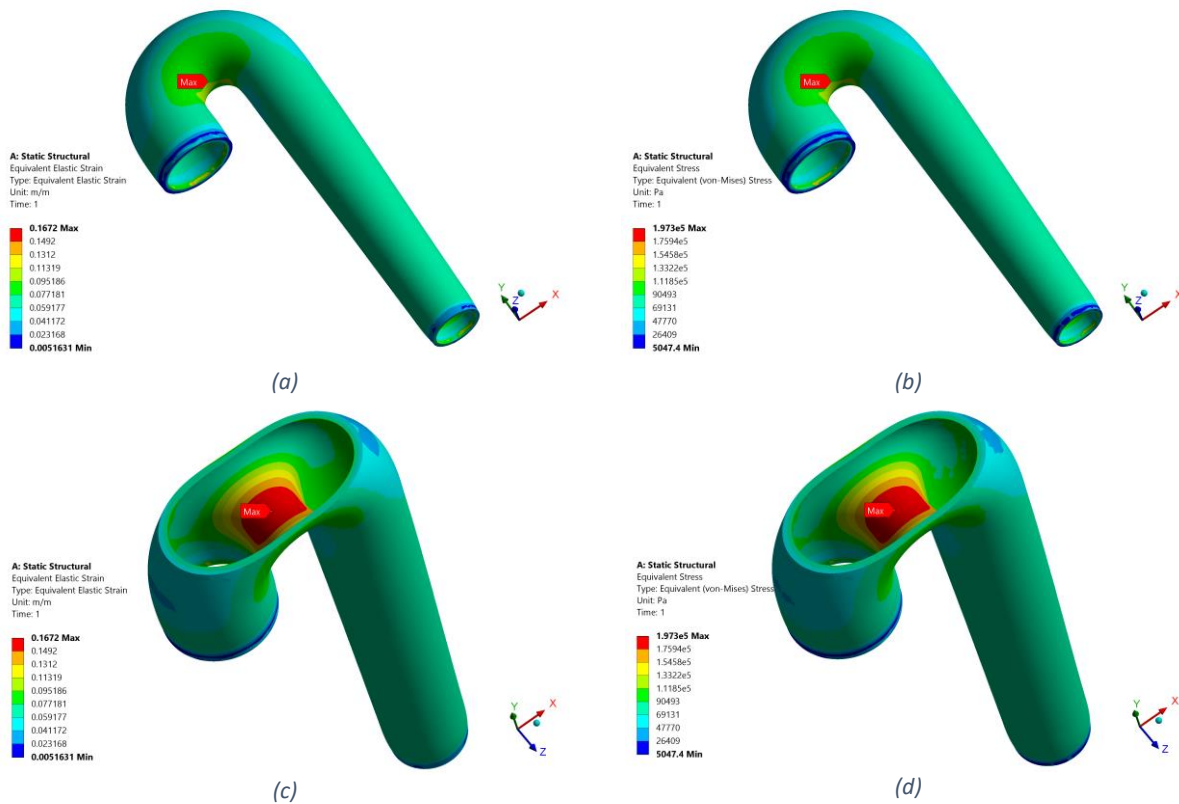 Max
A: Static Structural
Equivalent Elastic Strain
Type: Equivalent Elastic Strain
Unit: m/m
Time: 1
0.1672 Max
0.1492
0.1312
0.11319
0.095186
0.077181
0.059177
0.041172
0.023168
0.0051631 Min
Y
Z
X
(a)
Max
A: Static Structural
Equivalent Stress
Type: Equivalent (von-Mises) Stress
Unit: Pa
Time: 1
1.973e5 Max
1.7594e5
1.5458e5
1.3322e5
1.1185e5
90493
69131
47770
26409
5047.4 Min
Y
Z
X
(b)
Max
A: Static Structural
Equivalent Elastic Strain
Type: Equivalent Elastic Strain
Unit: m/m
Time: 1
0.1672 Max
0.1492
0.1312
0.11319
0.095186
0.077181
0.059177
0.041172
0.023168
0.0051631 Min
Y
X
Z
(c)
Max
A: Static Structural
Equivalent Stress
Type: Equivalent (von-Mises) Stress
Unit: Pa
Time: 1
1.973e5 Max
1.7594e5
1.5458e5
1.3322e5
1.1185e5
90493
69131
47770
26409
5047.4 Min
Y
X
Z
(d)